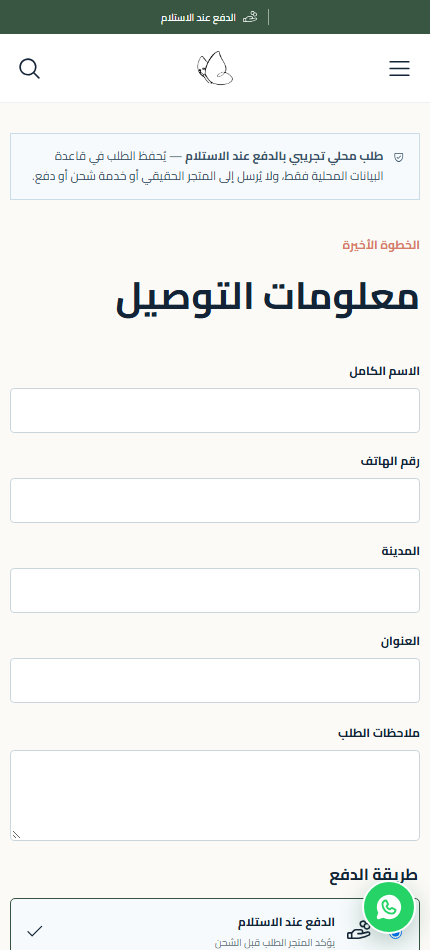 الدفع عند الاستلام
طلب محلي تجريبي بالدفع عند الاستلام — يُحفظ الطلب في قاعدة
البيانات المحلية فقط، ولا يُرسل إلى المتجر الحقيقي أو خدمة شحن أو دفع.
الخطوة الأخيرة
معلومات التوصيل
الاسم الكامل
رقم الهاتف
المدينة
العنوان
ملاحظات الطلب
طريقة الدفع
الدفع عند الاستلام
يؤكد المتجر الطلب قبل الشحن